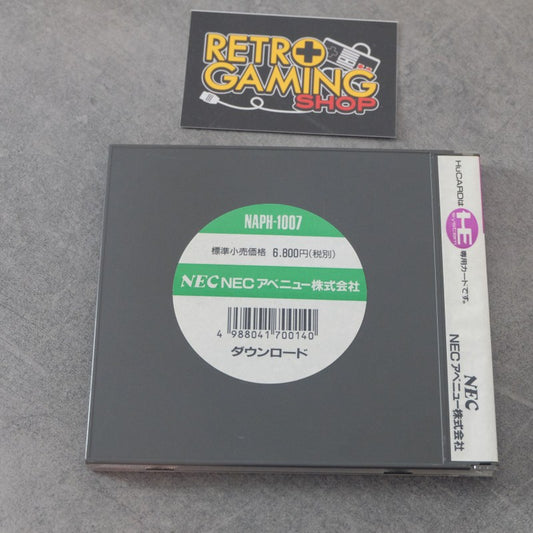 RETRO
GAMING
SHOP
NAPH-1007
標準小売価格 6.800円(税別)
NEC NECアベニュー株式会社
4 988041 700140
ダウンロード
HuCARDは
HE
SYSTEM
専用カードです。
NEC
NECアベニュー株式会社